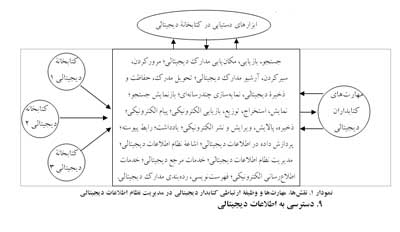 ابزارهای دستیابی در کتابخانهٔ دیجیتالی
کتابخانهٔ
دیجیتالی ۱
کتابخانهٔ
دیجیتالی ۲
کتابخانهٔ
دیجیتالی ۳
جستجو، بازیابی، مکان‌یابی مدارک دیجیتالی؛ مرورکردن،
سیرکردن، آرشیو مدارک دیجیتالی؛ تحویل مدرک، حفاظت و
ذخیرهٔ دیجیتالی، نمایه‌سازی چندرسانه‌ای؛ بازنمایش جستجو؛
نمایش، استخراج، توزیع، بازیابی الکترونیکی؛ پیام الکترونیکی؛
ذخیره، پالایش، ویرایش و نشر الکترونیکی؛ یادداشت؛ رابط پیوسته؛
پردازش داده در نظام اطلاعات دیجیتالی؛ اشاعهٔ نظام اطلاعات دیجیتالی؛
مدیریت نظام اطلاعات دیجیتالی؛ خدمات مرجع دیجیتالی؛ خدمات
اطلاع‌رسانی الکترونیکی؛ فهرست‌نویسی، رده‌بندی مدارک دیجیتالی
مهارت‌های
کتابداران
دیجیتالی
نمودار ۱. نقش‌ها، مهارت‌ها و وظیفهٔ ارتباطی کتابدار دیجیتالی در مدیریت نظام اطلاعات دیجیتالی
۹. دسترسی به اطلاعات دیجیتالی